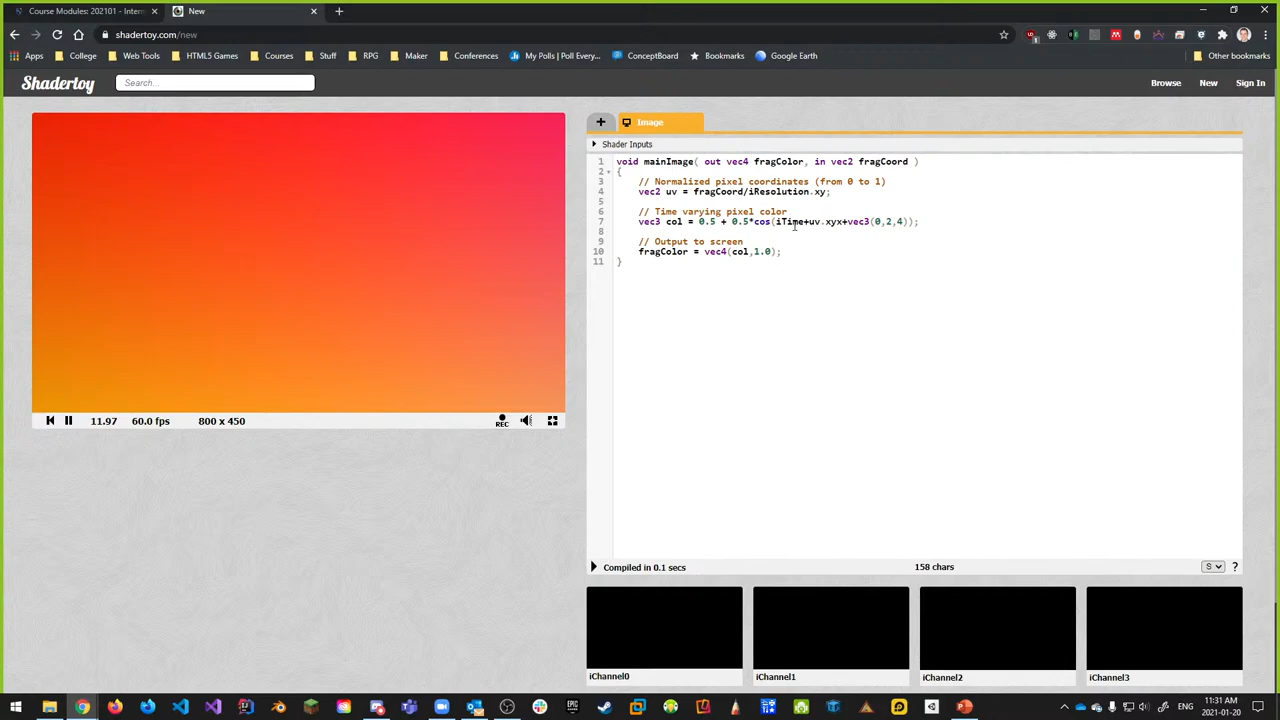 Course Modules: 202101 - Intern
New
shadertoy.com/new
Apps
College
Web Tools
HTML5 Games
Courses
Stuff
RPG
Maker
Conferences
My Polls | Poll Every...
ConceptBoard
Bookmarks
Google Earth
Other bookmarks
Shadertoy
Search...
Browse
New
Sign In
Image
Shader Inputs
1 void mainImage( out vec4 fragColor, in vec2 fragCoord )
2 {
3 // Normalized pixel coordinates (from 0 to 1)
4 vec2 uv = fragCoord/iResolution.xy;
5
6 // Time varying pixel color
7 vec3 col = 0.5 + 0.5*cos(iTime+uv.xyx+vec3(0,2,4));
8
9 // Output to screen
10 fragColor = vec4(col,1.0);
11 }
11.97
60.0 fps
800 x 450
REC
Compiled in 0.1 secs
158 chars
S
?
iChannel0
iChannel1
iChannel2
iChannel3
ENG
11:31 AM
2021-01-20